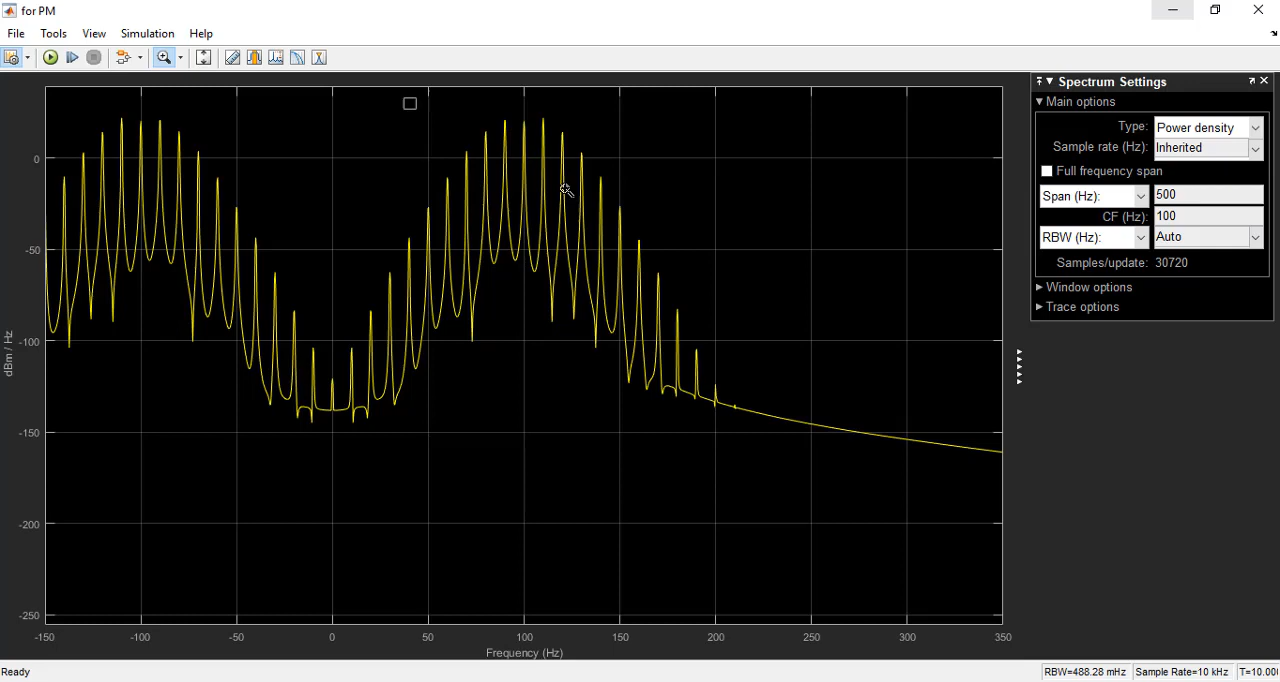 for PM
File Tools View Simulation Help
Spectrum Settings
Main options
Type: Power density
Sample rate (Hz): Inherited
Full frequency span
Span (Hz): 500
CF (Hz): 100
RBW (Hz): Auto
Samples/update: 30720
Window options
Trace options
0
-50
-100
-150
-200
-250
dBm / Hz
-150 -100 -50 0 50 100 150 200 250 300 350
Frequency (Hz)
Ready RBW=488.28 mHz Sample Rate=10 kHz T=10.00